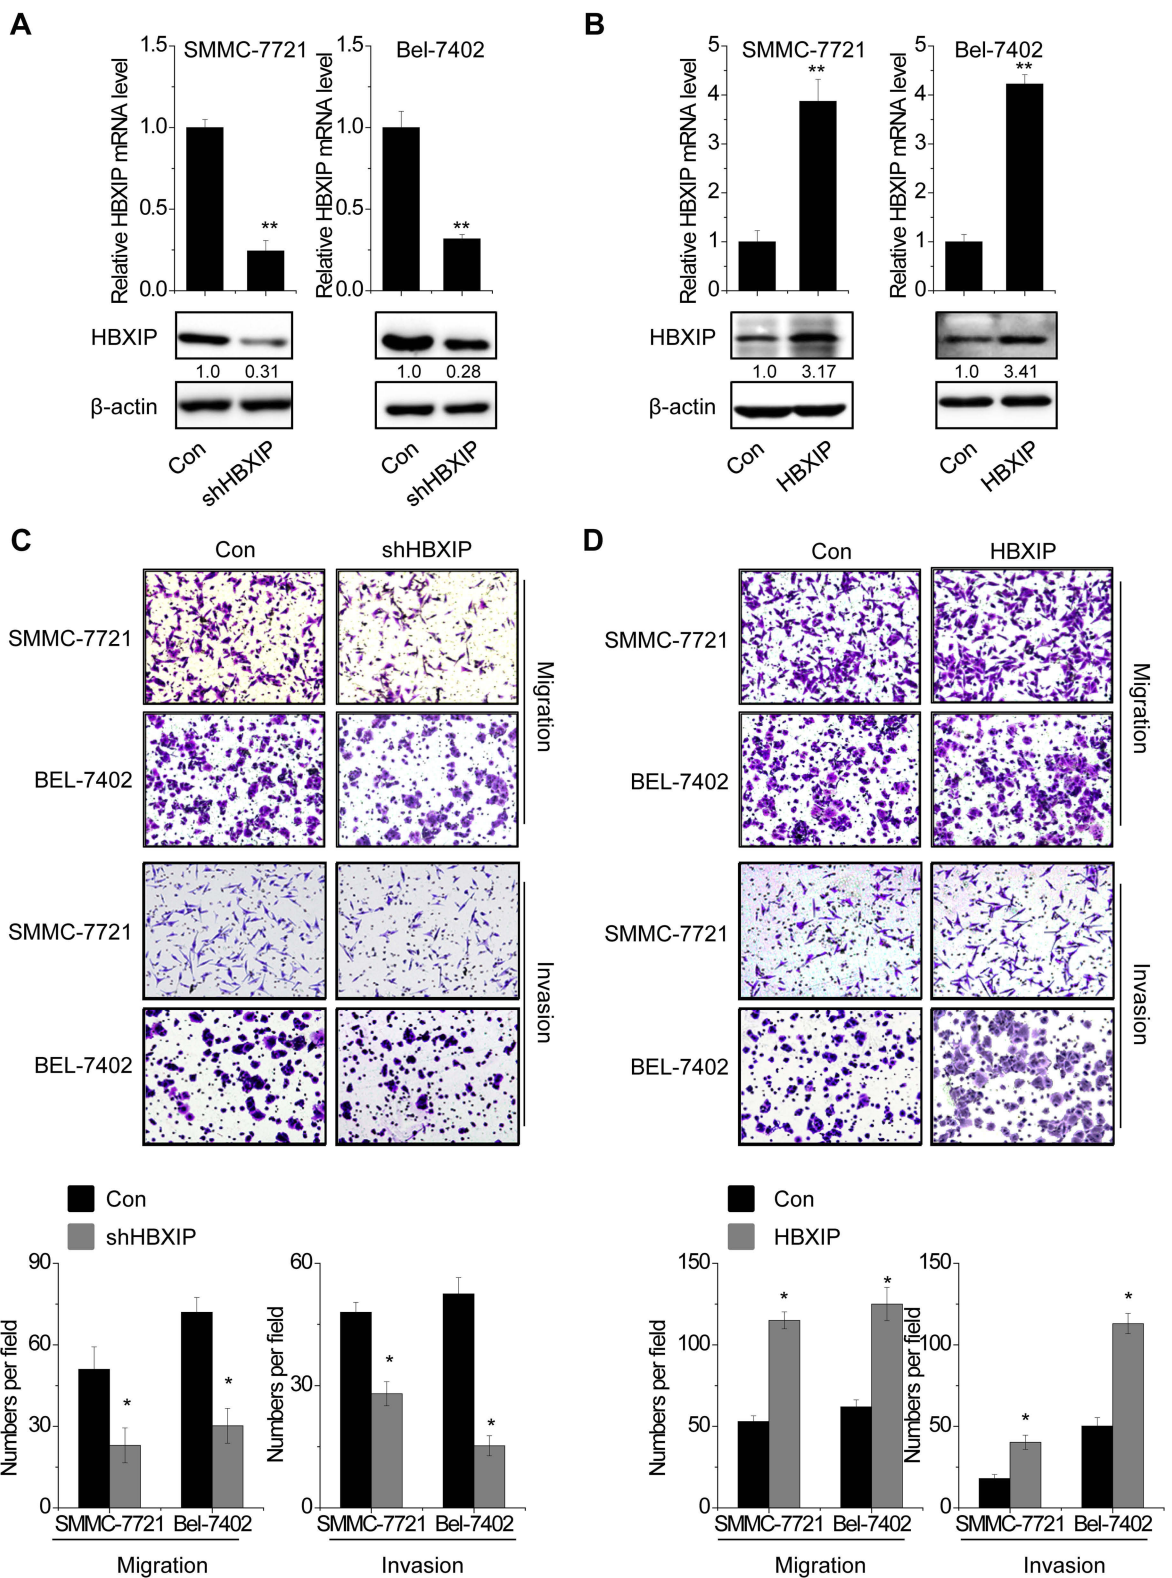 A
B
SMMC-7721
Bel-7402
SMMC-7721
Bel-7402
Relative HBXIP mRNA level
1.5
1.0
0.5
0.0
Relative HBXIP mRNA level
1.5
1.0
0.5
0.0
Relative HBXIP mRNA level
5
4
3
2
1
0
Relative HBXIP mRNA level
5
4
3
2
1
0
**
**
**
**
HBXIP
HBXIP
1.0 0.31
1.0 0.28
1.0 3.17
1.0 3.41
β-actin
β-actin
Con
shHBXIP
Con
shHBXIP
Con
HBXIP
Con
HBXIP
C
Con
shHBXIP
SMMC-7721
BEL-7402
Migration
SMMC-7721
BEL-7402
Invasion
D
Con
HBXIP
SMMC-7721
BEL-7402
Migration
SMMC-7721
BEL-7402
Invasion
Con
shHBXIP
Numbers per field
90
60
30
0
*
*
SMMC-7721 Bel-7402
Migration
Numbers per field
60
30
0
*
*
SMMC-7721 Bel-7402
Invasion
Con
HBXIP
Numbers per field
150
100
50
0
*
*
SMMC-7721 Bel-7402
Migration
Numbers per field
150
100
50
0
*
*
SMMC-7721 Bel-7402
Invasion